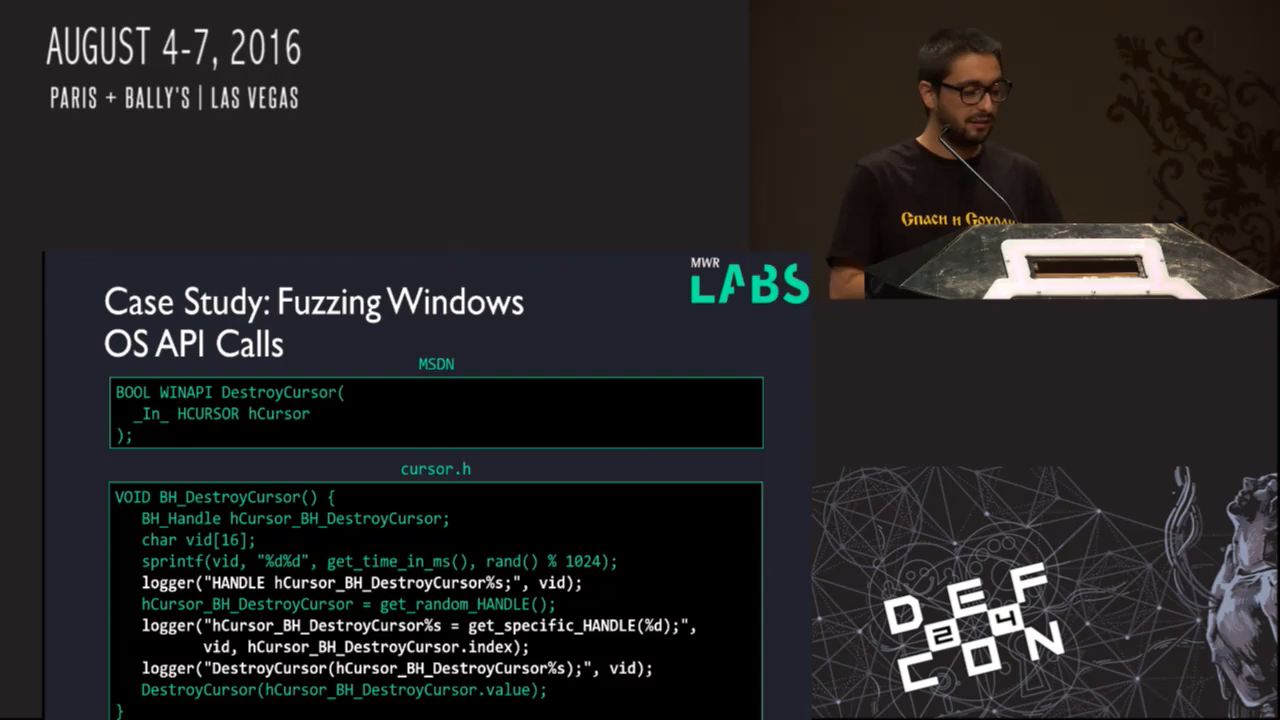 AUGUST 4-7, 2016
PARIS + BALLY'S | LAS VEGAS
Спаси и Сохрани
MWR
LABS
Case Study: Fuzzing Windows
OS API Calls
MSDN
BOOL WINAPI DestroyCursor(
_In_ HCURSOR hCursor
);
cursor.h
VOID BH_DestroyCursor() {
BH_Handle hCursor_BH_DestroyCursor;
char vid[16];
sprintf(vid, "%d%d", get_time_in_ms(), rand() % 1024);
logger("HANDLE hCursor_BH_DestroyCursor%s;", vid);
hCursor_BH_DestroyCursor = get_random_HANDLE();
logger("hCursor_BH_DestroyCursor%s = get_specific_HANDLE(%d);",
vid, hCursor_BH_DestroyCursor.index);
logger("DestroyCursor(hCursor_BH_DestroyCursor%s);", vid);
DestroyCursor(hCursor_BH_DestroyCursor.value);
}
DEF
24
CON